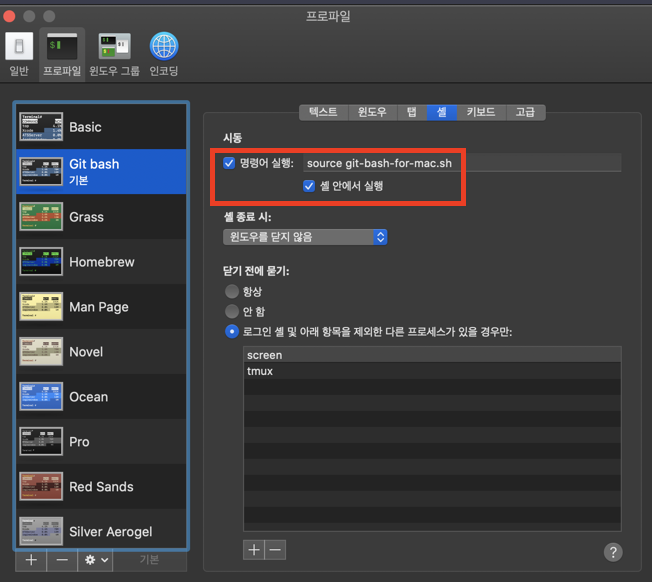 프로파일
일반
프로파일
윈도우 그룹
인코딩
Basic
Git bash
기본
Grass
Homebrew
Man Page
Novel
Ocean
Pro
Red Sands
Silver Aerogel
기본
텍스트 윈도우 탭 셸 키보드 고급
시동
명령어 실행: source git-bash-for-mac.sh
셸 안에서 실행
셸 종료 시:
윈도우를 닫지 않음
닫기 전에 묻기:
항상
안 함
로그인 셸 및 아래 항목을 제외한 다른 프로세스가 있을 경우만:
screen
tmux
?